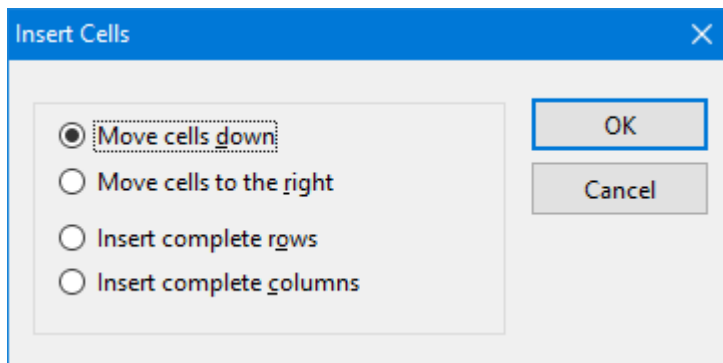 Insert Cells
Move cells down
Move cells to the right
Insert complete rows
Insert complete columns
OK
Cancel